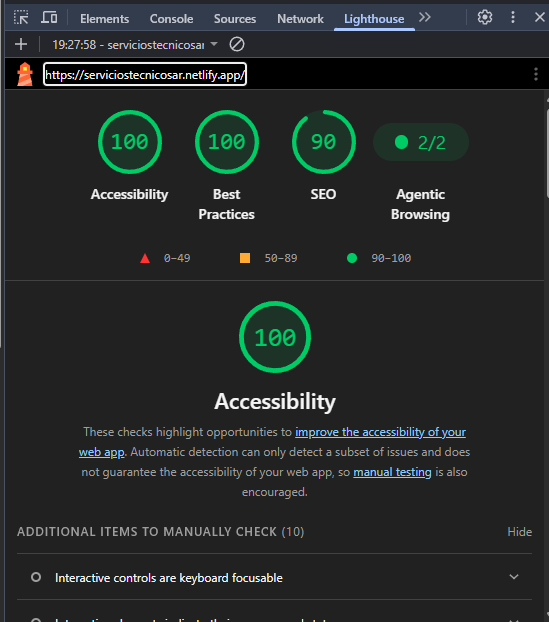 Elements Console Sources Network Lighthouse
19:27:58 - serviciostecnicosar.
https://serviciostecnicosar.netlify.app/
100 100 90 2/2
Accessibility Best Practices SEO Agentic Browsing
0–49 50–89 90–100
100
Accessibility
These checks highlight opportunities to improve the accessibility of your
web app. Automatic detection can only detect a subset of issues and does
not guarantee the accessibility of your web app, so manual testing is also
encouraged.
ADDITIONAL ITEMS TO MANUALLY CHECK (10) Hide
Interactive controls are keyboard focusable